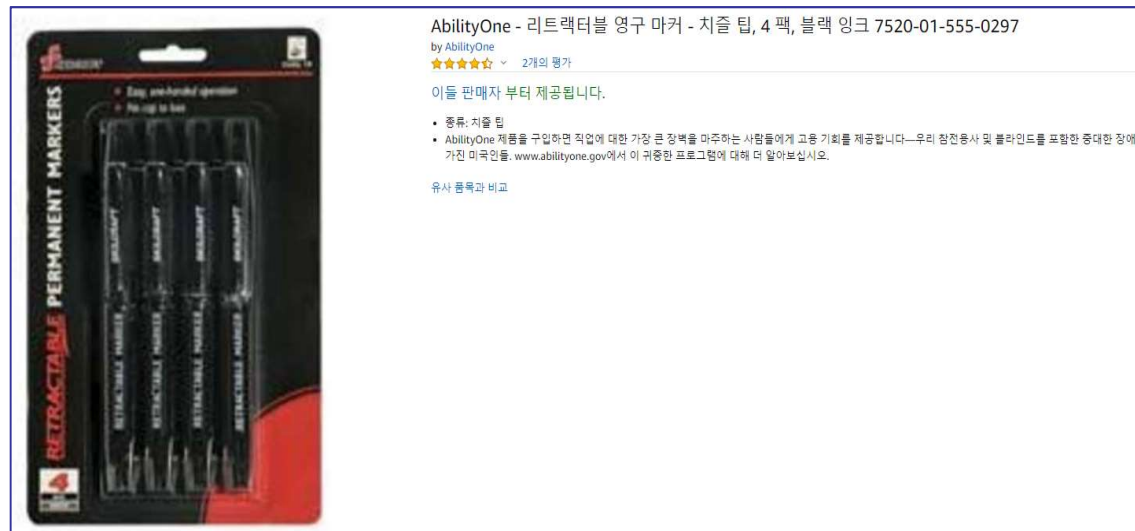 AbilityOne - 리트랙터블 영구 마커 - 치즐 팁, 4 팩, 블랙 잉크 7520-01-555-0297
by AbilityOne
2개의 평가
이들 판매자 부터 제공됩니다.
• 종류: 치즐 팁
• AbilityOne 제품을 구입하면 직업에 대한 가장 큰 장벽을 마주하는 사람들에게 고용 기회를 제공합니다—우리 참전용사 및 블라인드를 포함한 중대한 장애
가진 미국인들. www.abilityone.gov에서 이 귀중한 프로그램에 대해 더 알아보십시오.
유사 품목과 비교
Easy, one-handed operation
No cap to lose
RETRACTABLE PERMANENT MARKERS
SKILCRAFT
SKILCRAFT
SKILCRAFT
SKILCRAFT
RETRACTABLE MARKER
RETRACTABLE MARKER
RETRACTABLE MARKER
RETRACTABLE MARKER
4